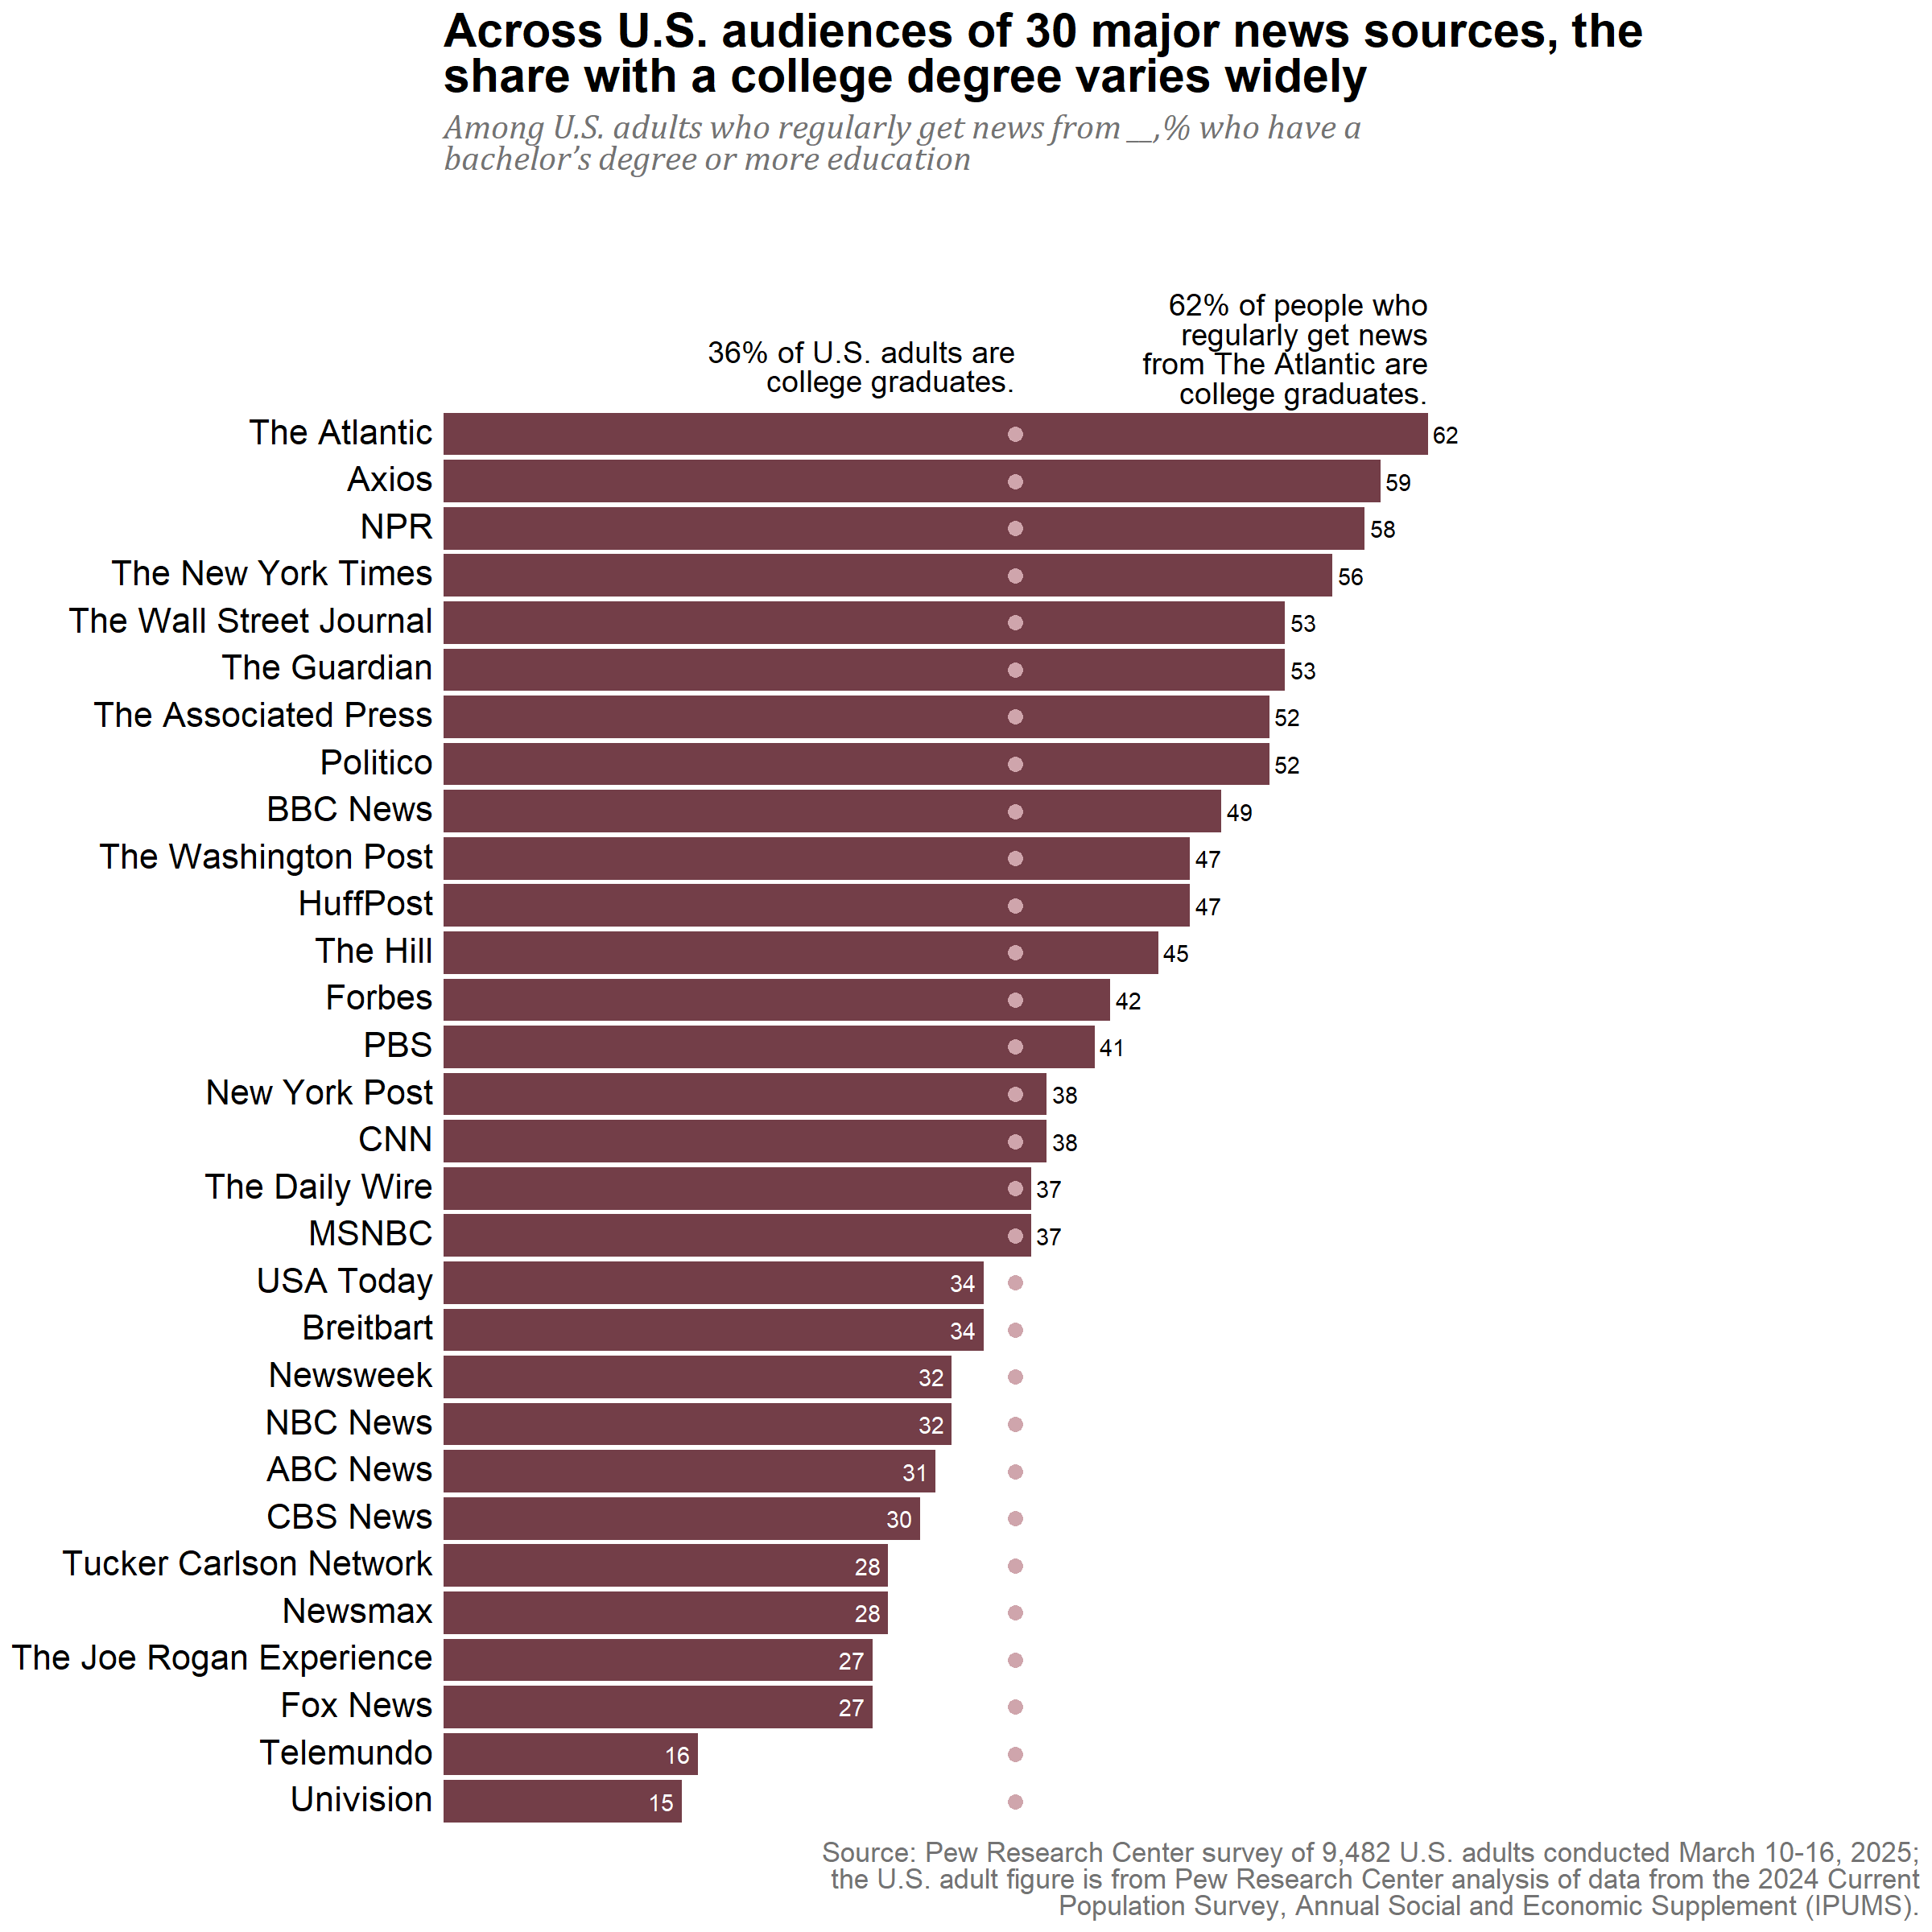 Across U.S. audiences of 30 major news sources, the
share with a college degree varies widely
Among U.S. adults who regularly get news from __,% who have a
bachelor’s degree or more education
62% of people who
regularly get news
from The Atlantic are
college graduates.
36% of U.S. adults are
college graduates.
The Atlantic 62
Axios 59
NPR 58
The New York Times 56
The Wall Street Journal 53
The Guardian 53
The Associated Press 52
Politico 52
BBC News 49
The Washington Post 47
HuffPost 47
The Hill 45
Forbes 42
PBS 41
New York Post 38
CNN 38
The Daily Wire 37
MSNBC 37
USA Today 34
Breitbart 34
Newsweek 32
NBC News 32
ABC News 31
CBS News 30
Tucker Carlson Network 28
Newsmax 28
The Joe Rogan Experience 27
Fox News 27
Telemundo 16
Univision 15
Source: Pew Research Center survey of 9,482 U.S. adults conducted March 10-16, 2025;
the U.S. adult figure is from Pew Research Center analysis of data from the 2024 Current
Population Survey, Annual Social and Economic Supplement (IPUMS).